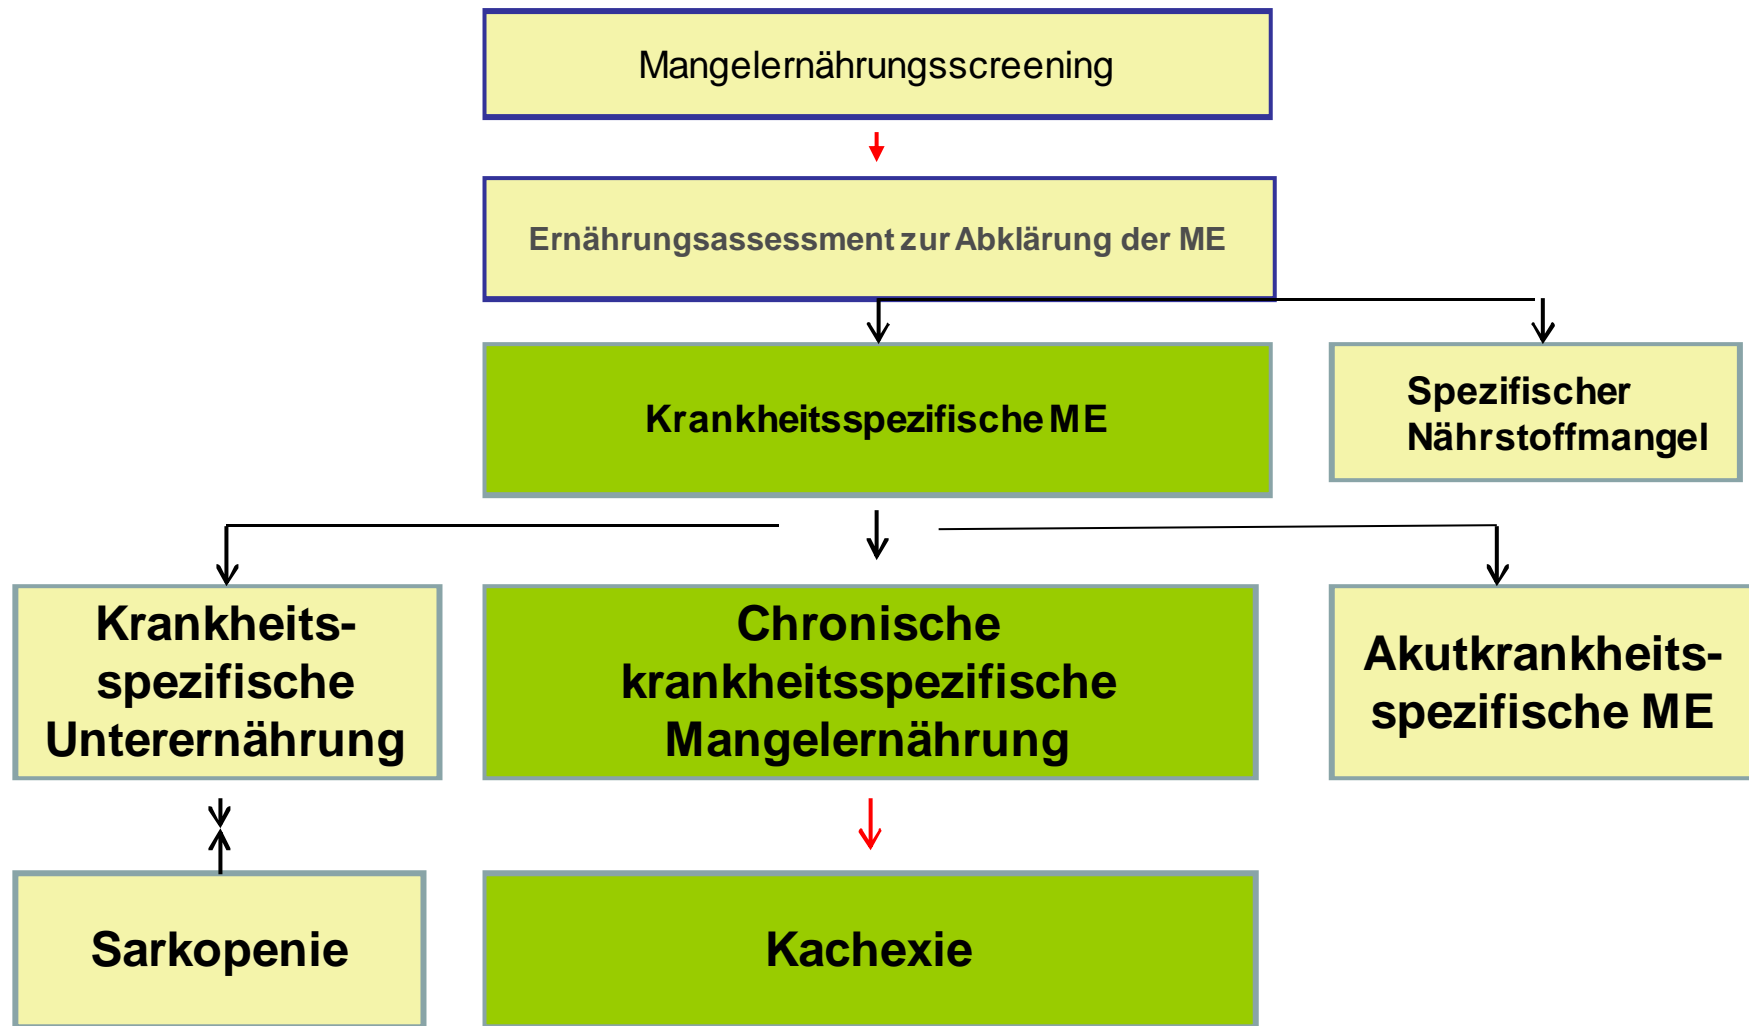 Mangelernährungsscreening
Ernährungsassessment zur Abklärung der ME
Krankheitsspezifische ME
Spezifischer
Nährstoffmangel
Krankheits-
spezifische
Unterernährung
Chronische
krankheitsspezifische
Mangelernährung
Akutkrankheits-
spezifische ME
Sarkopenie
Kachexie